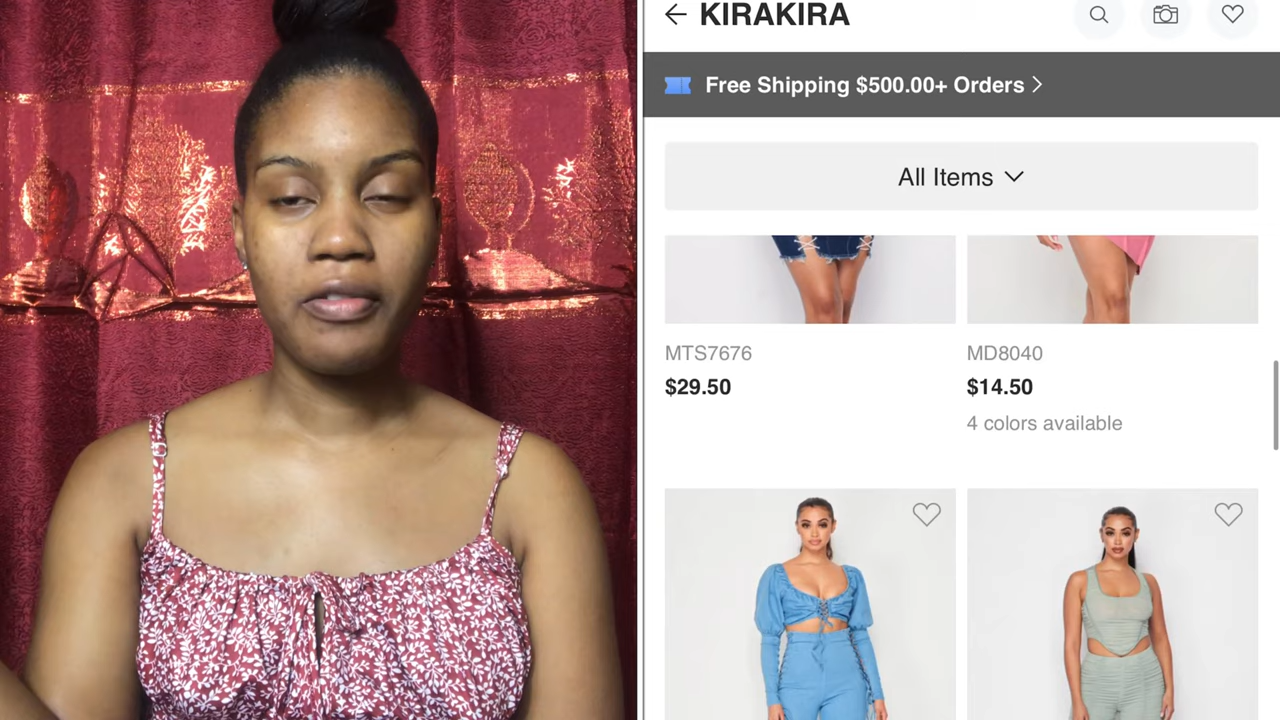 KIRAKIRA
Free Shipping $500.00+ Orders
All Items
MTS7676
$29.50
MD8040
$14.50
4 colors available